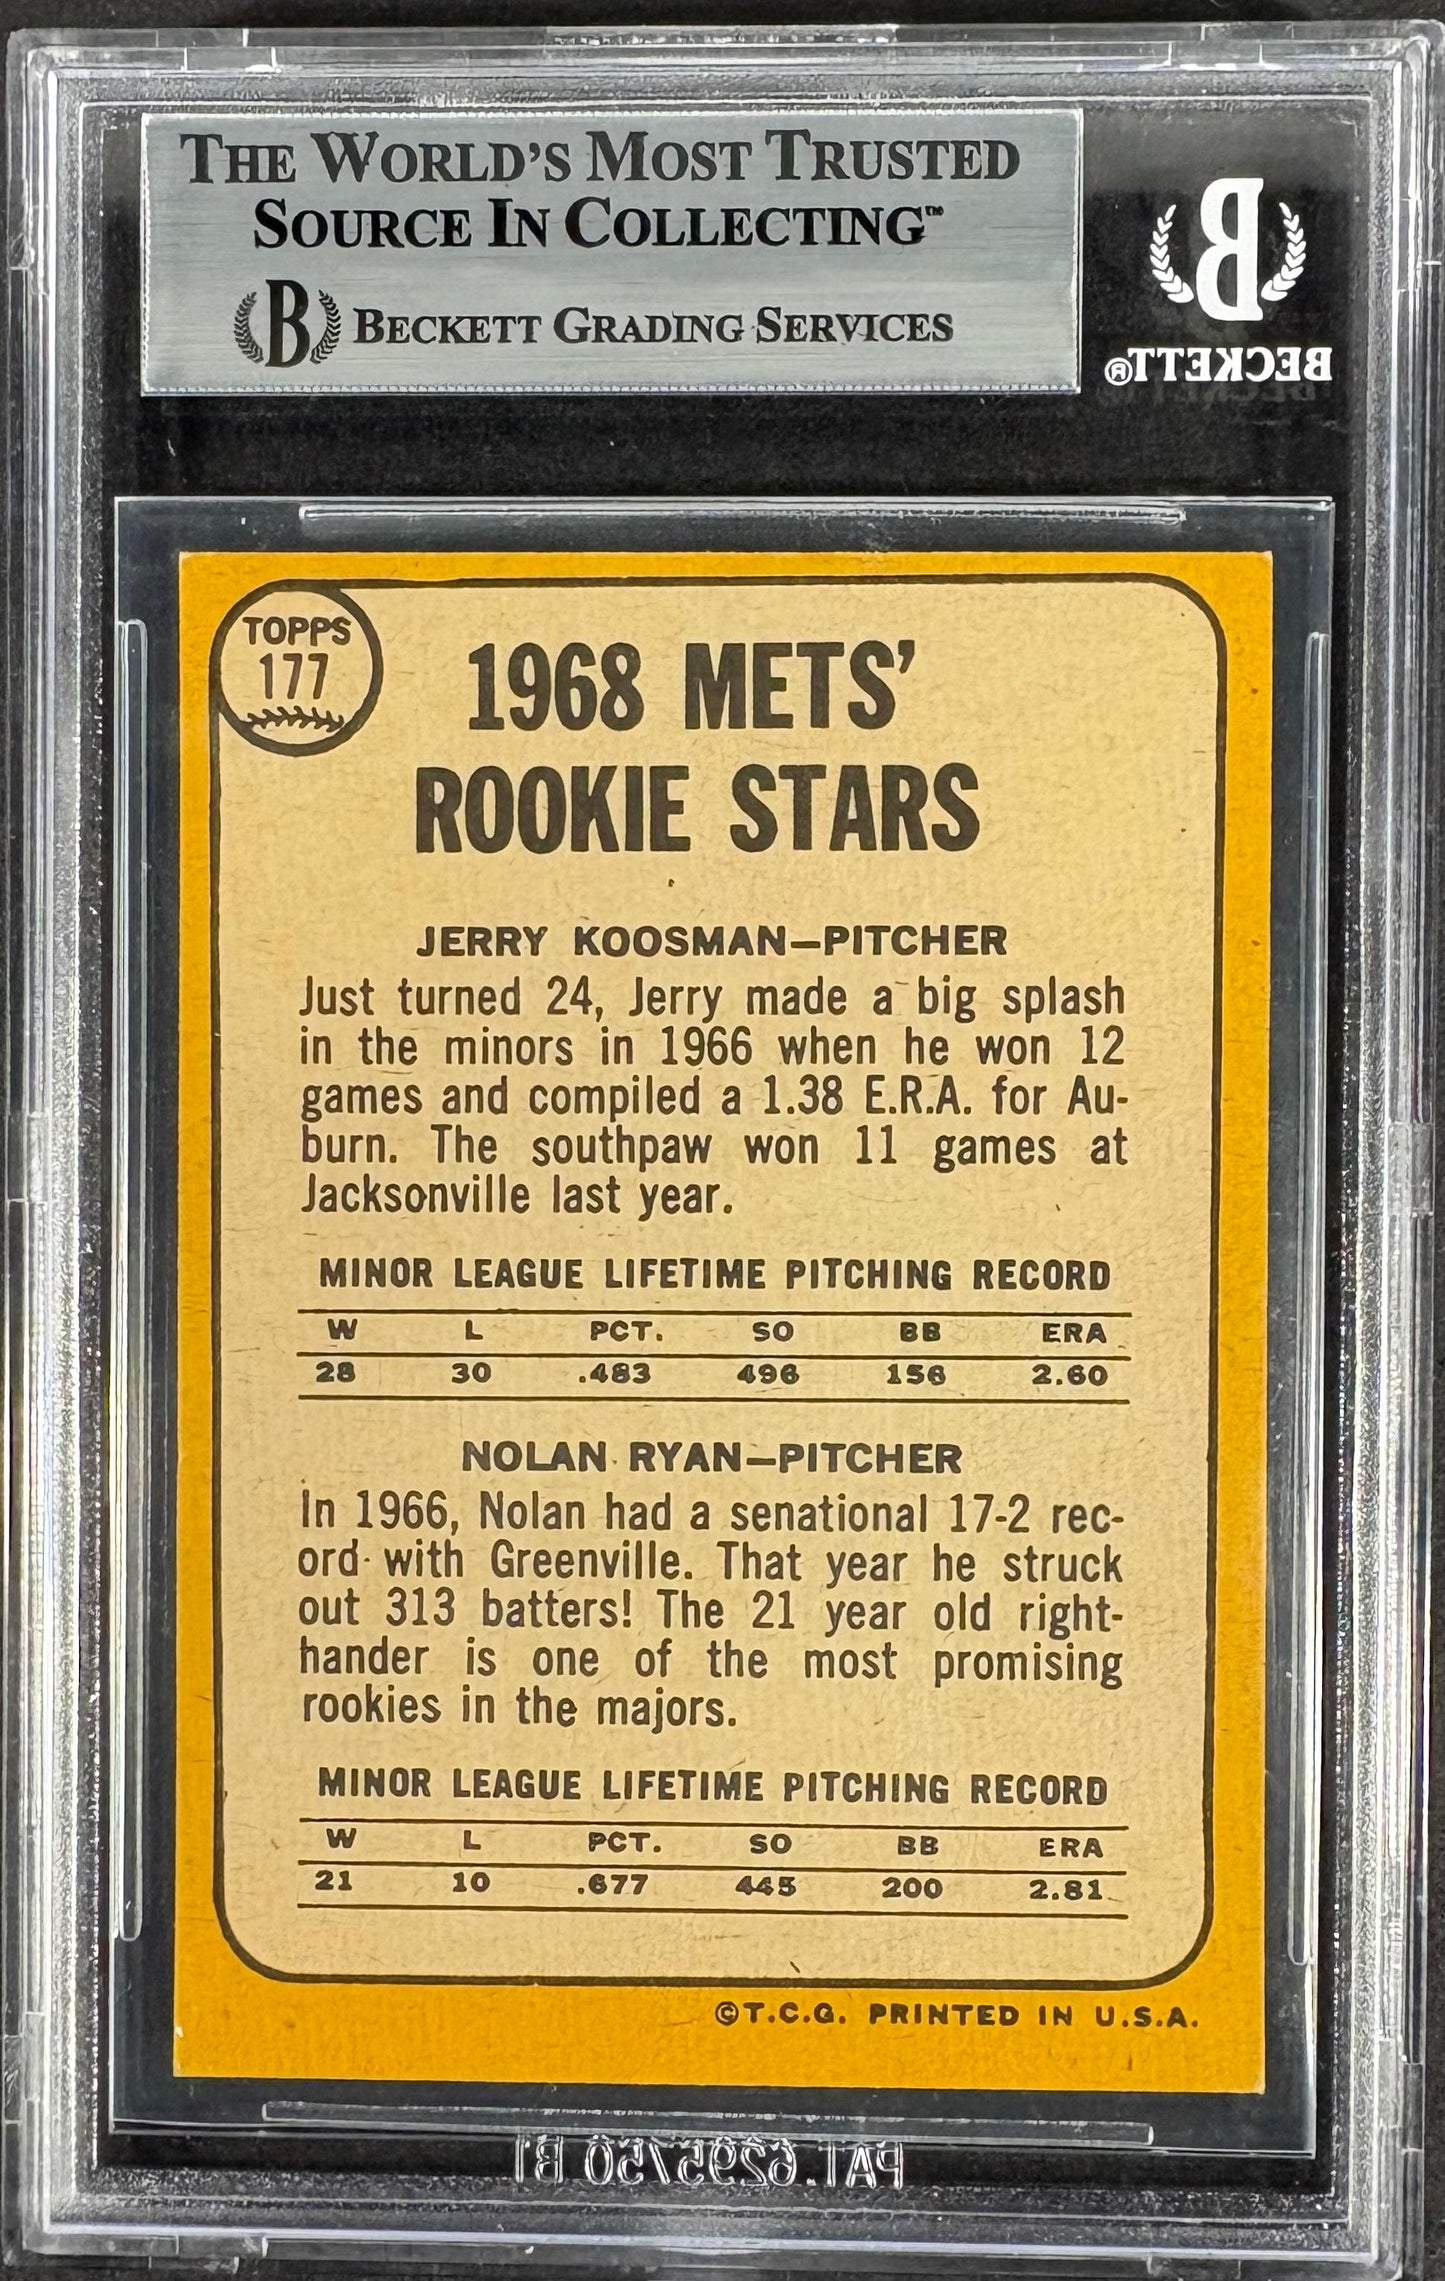 THE WORLD'S MOST TRUSTED
SOURCE IN COLLECTING™
B BECKETT GRADING SERVICES
B
BECKETT®
TOPPS
177
1968 METS'
ROOKIE STARS
JERRY KOOSMAN—PITCHER
Just turned 24, Jerry made a big splash
in the minors in 1966 when he won 12
games and compiled a 1.38 E.R.A. for Au-
burn. The southpaw won 11 games at
Jacksonville last year.
MINOR LEAGUE LIFETIME PITCHING RECORD
W L PCT. SO BB ERA
28 30 .483 496 156 2.60
NOLAN RYAN—PITCHER
In 1966, Nolan had a senational 17-2 rec-
ord with Greenville. That year he struck
out 313 batters! The 21 year old right-
hander is one of the most promising
rookies in the majors.
MINOR LEAGUE LIFETIME PITCHING RECORD
W L PCT. SO BB ERA
21 10 .677 445 200 2.81
©T.C.G. PRINTED IN U.S.A.
PAT. 6295750 B1